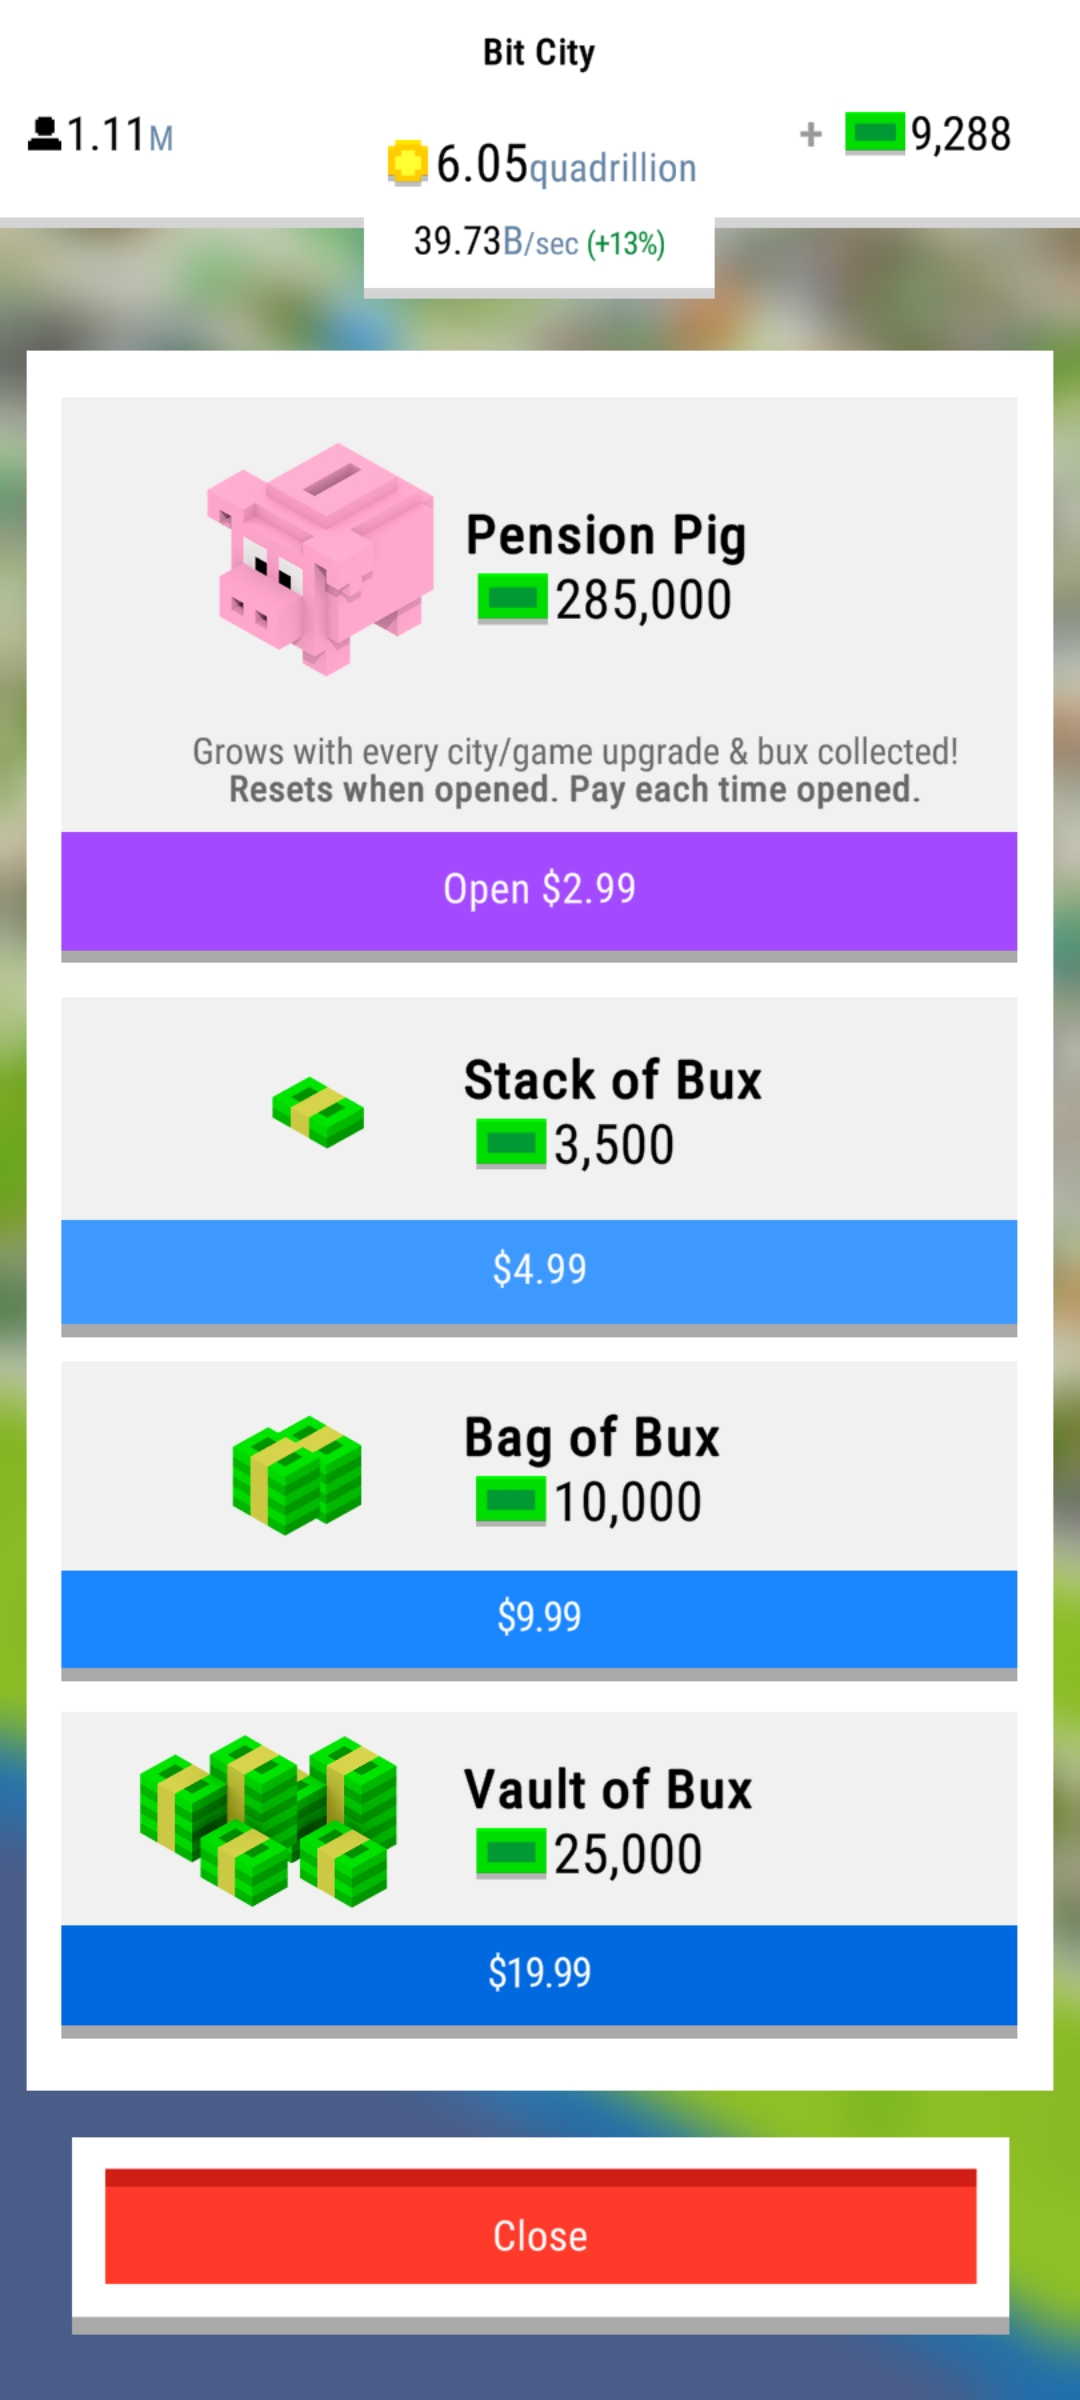 Bit City
1.11M
+ 9,288
6.05quadrillion
39.73B/sec (+13%)
Pension Pig
285,000
Grows with every city/game upgrade & bux collected!
Resets when opened. Pay each time opened.
Open $2.99
Stack of Bux
3,500
$4.99
Bag of Bux
10,000
$9.99
Vault of Bux
25,000
$19.99
Close